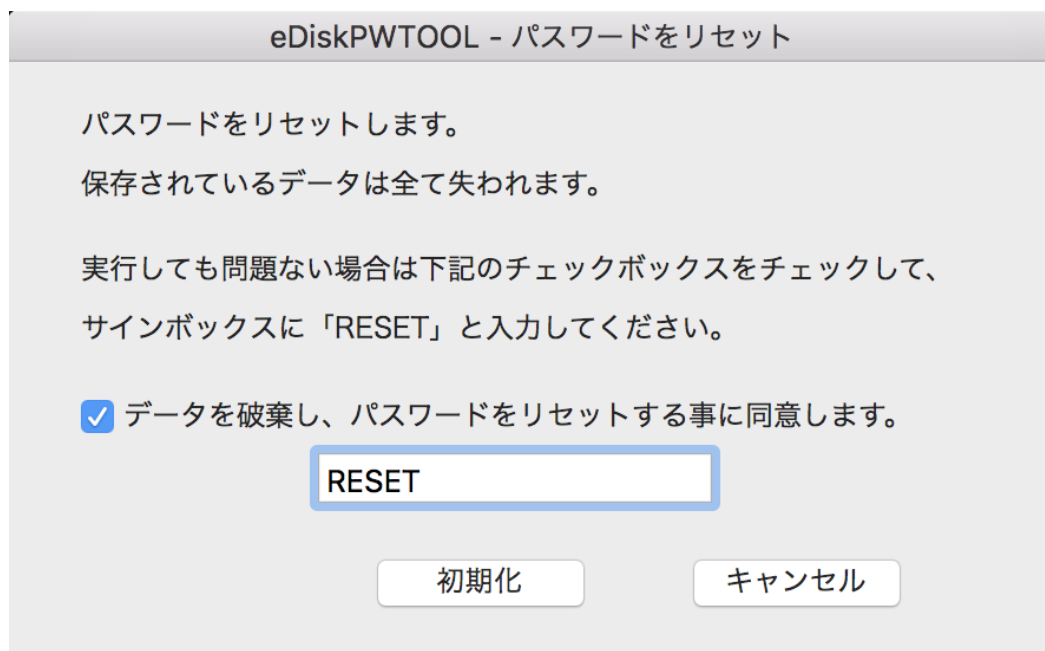 eDiskPWTOOL - パスワードをリセット
パスワードをリセットします。
保存されているデータは全て失われます。
実行しても問題ない場合は下記のチェックボックスをチェックして、
サインボックスに「RESET」と入力してください。
データを破棄し、パスワードをリセットする事に同意します。
RESET
初期化 キャンセル